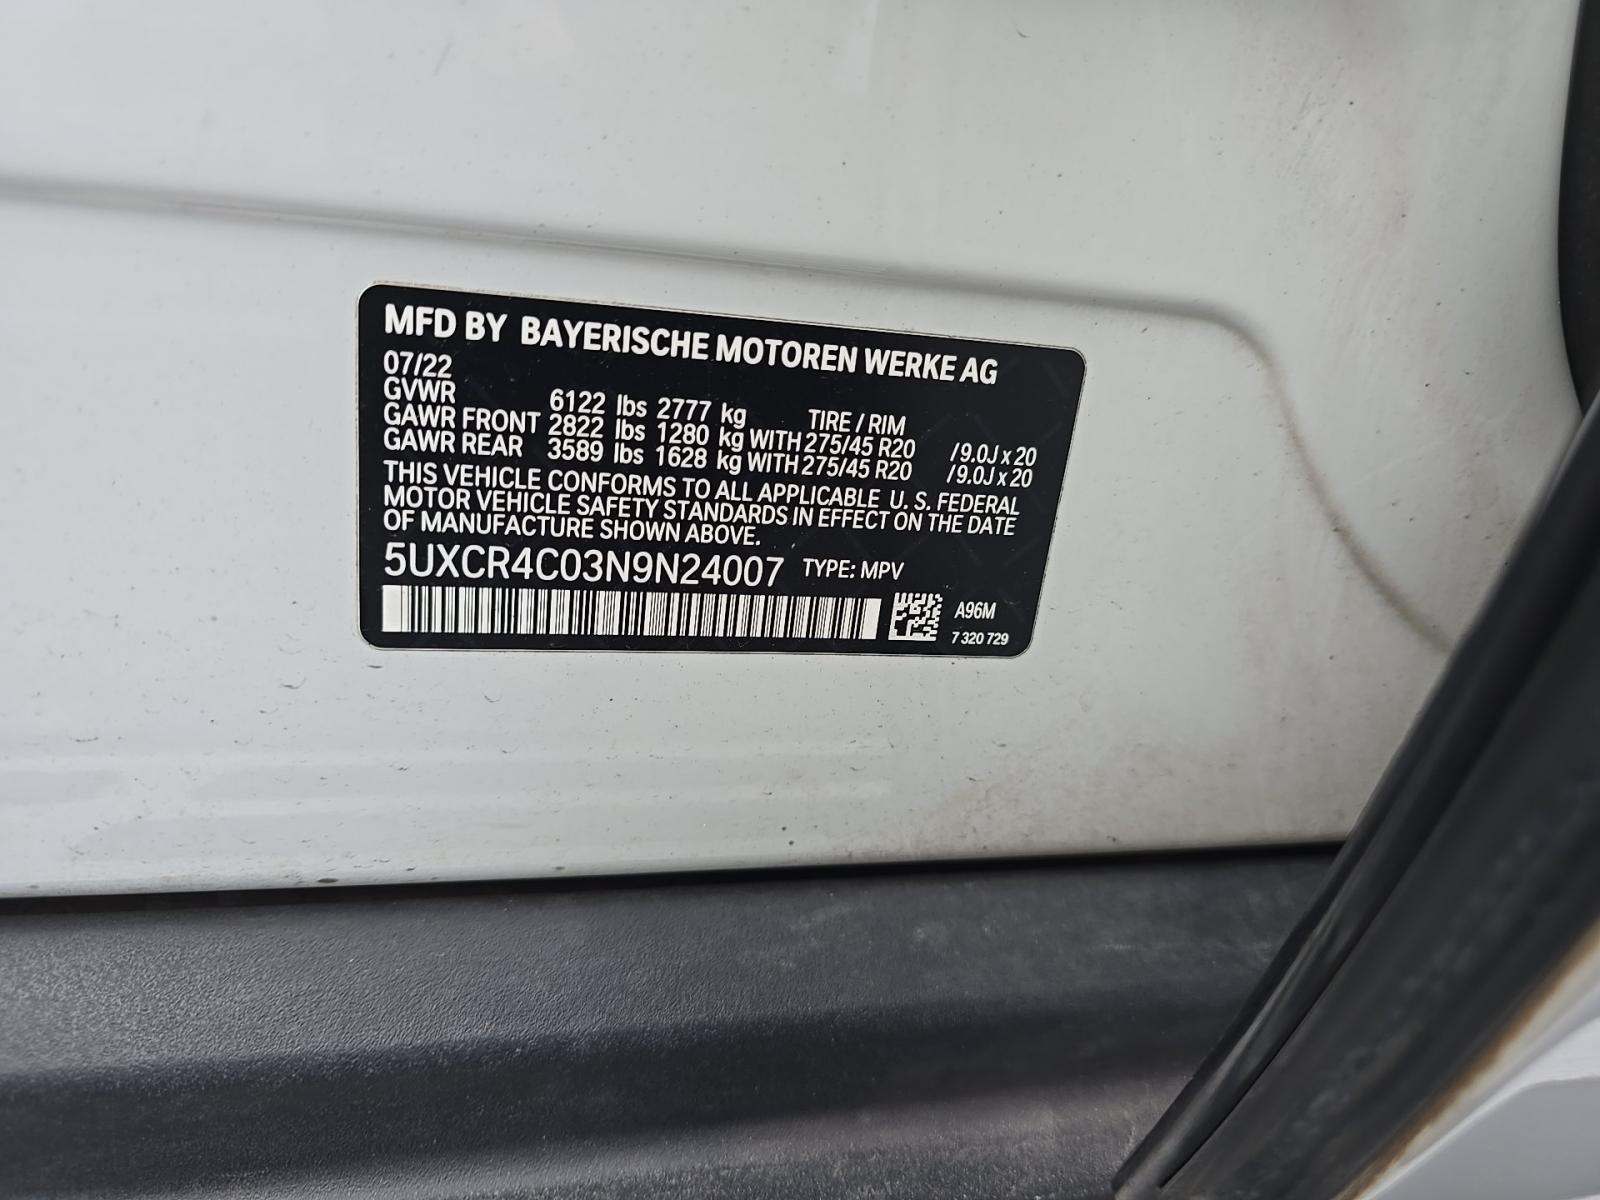 MFD BY BAYERISCHE MOTOREN WERKE AG
07/22
GVWR 6122 lbs 2777 kg TIRE / RIM
GAWR FRONT 2822 lbs 1280 kg WITH 275/45 R20 /9.0J x 20
GAWR REAR 3589 lbs 1628 kg WITH 275/45 R20 /9.0J x 20
THIS VEHICLE CONFORMS TO ALL APPLICABLE U. S. FEDERAL
MOTOR VEHICLE SAFETY STANDARDS IN EFFECT ON THE DATE
OF MANUFACTURE SHOWN ABOVE.
5UXCR4C03N9N24007 TYPE: MPV
A96M
7 320 729